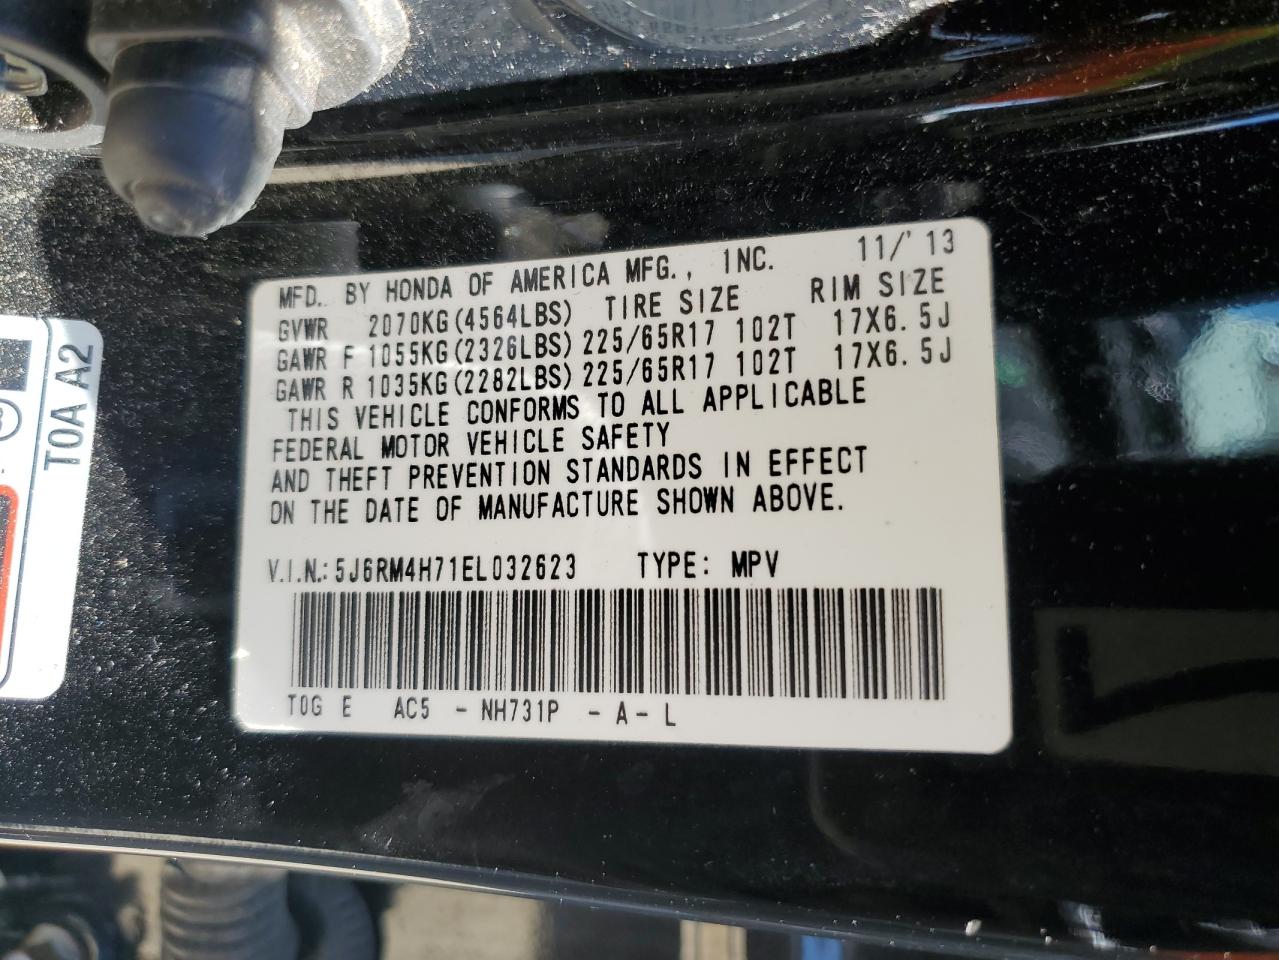 MFD. BY HONDA OF AMERICA MFG., INC. 11/'13
GVWR 2070KG(4564LBS) TIRE SIZE RIM SIZE
GAWR F 1055KG(2326LBS) 225/65R17 102T 17X6.5J
GAWR R 1035KG(2282LBS) 225/65R17 102T 17X6.5J
THIS VEHICLE CONFORMS TO ALL APPLICABLE
FEDERAL MOTOR VEHICLE SAFETY
AND THEFT PREVENTION STANDARDS IN EFFECT
ON THE DATE OF MANUFACTURE SHOWN ABOVE.
V.I.N.: 5J6RM4H71EL032623 TYPE: MPV
T0G E AC5 - NH731P - A - L
T0A A2